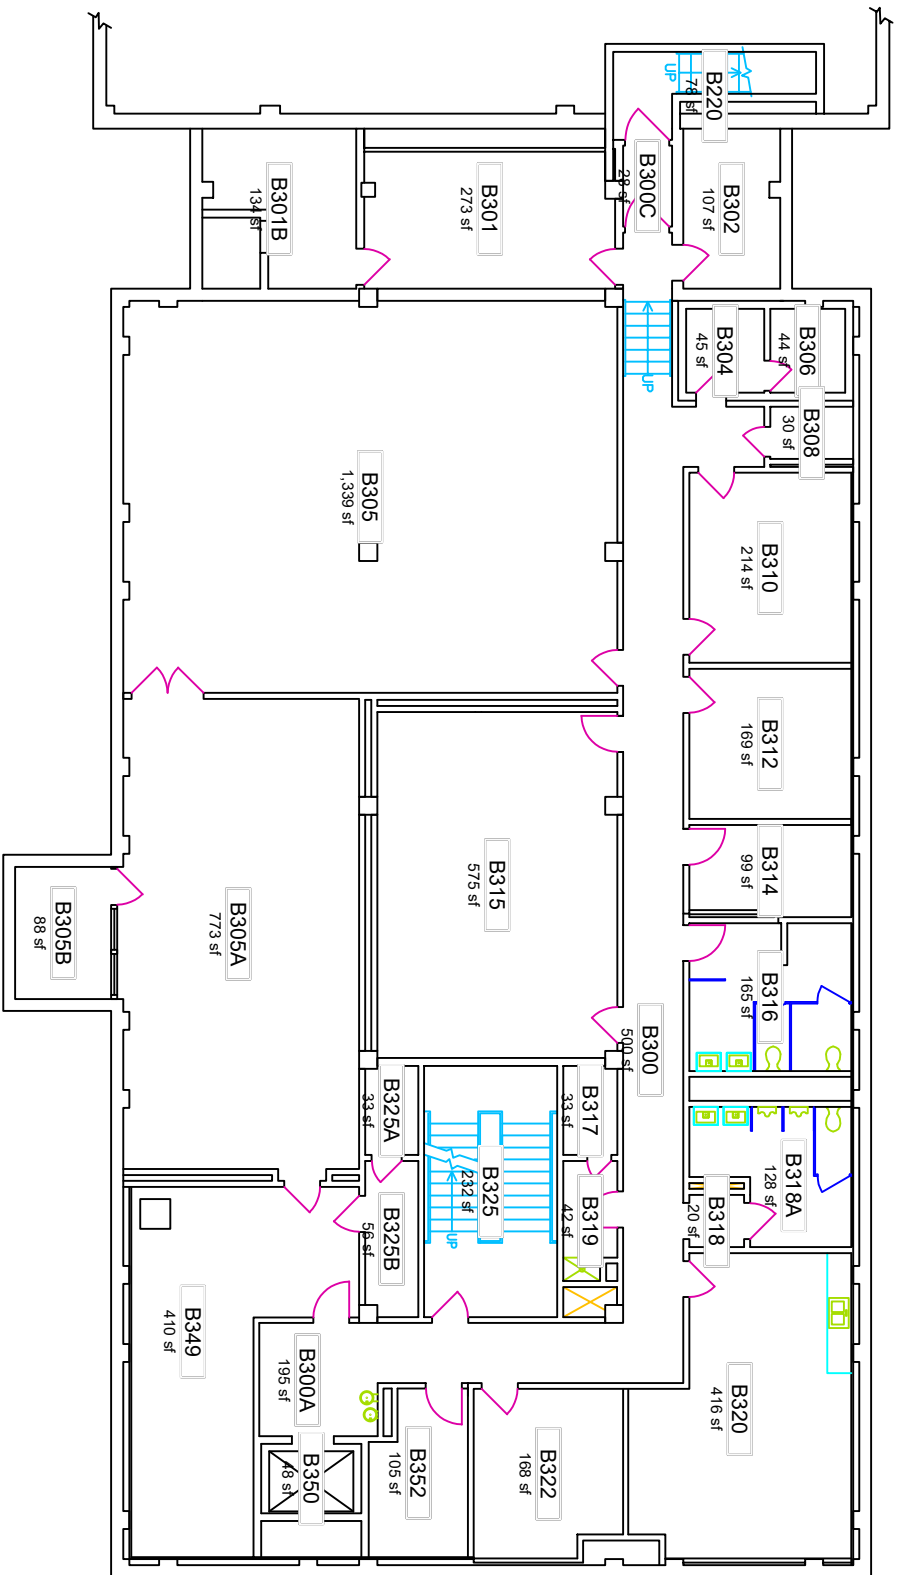 B220
78 sf
UP
B300C
28 sf
B302
107 sf
B301
273 sf
B301B
134 sf
UP
B304
45 sf
B306
44 sf
B308
30 sf
B305
1,339 sf
B310
214 sf
B312
169 sf
B314
99 sf
B315
575 sf
B305A
773 sf
B305B
88 sf
B316
165 sf
B300
500 sf
B317
33 sf
B325A
33 sf
B325
232 sf
UP
B319
42 sf
B318A
128 sf
B318
20 sf
B325B
56 sf
B349
410 sf
B300A
195 sf
B320
416 sf
B350
48 sf
B352
105 sf
B322
168 sf